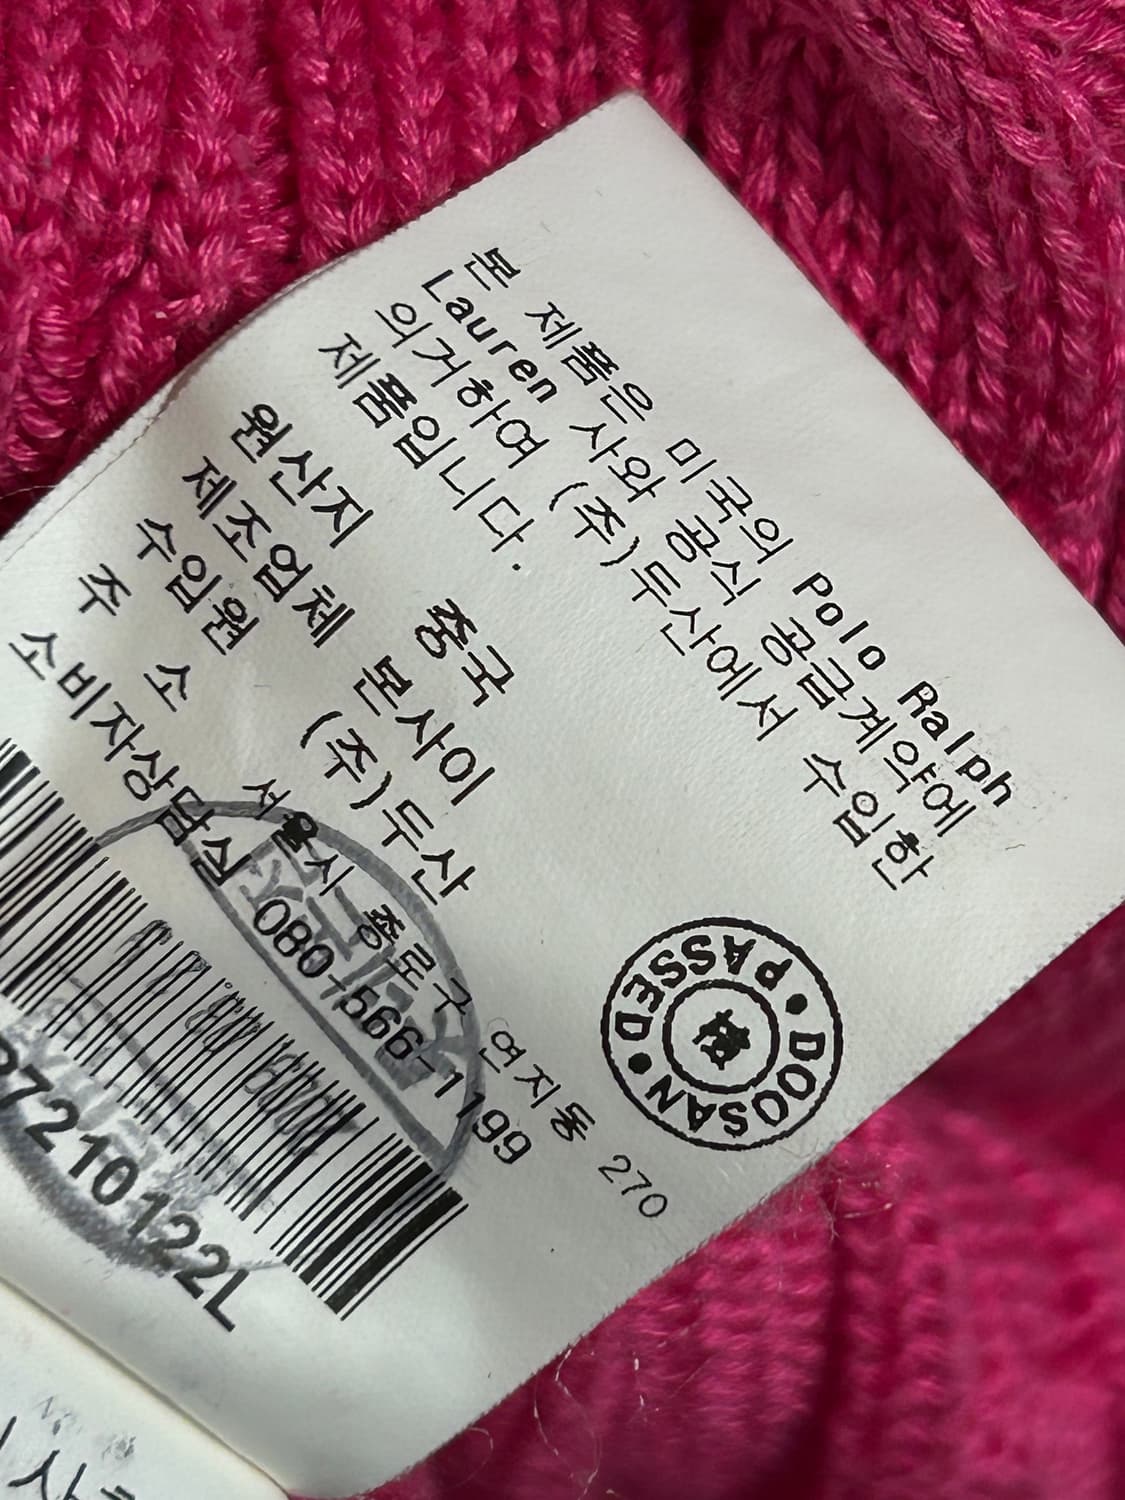 본 제품은 미국의 Polo Ralph
Lauren 사와 공식 공급계약에
의거하여 (주)두산에서 수입한
제품입니다.
원산지 중국
제조업체 본사이
수입원 (주)두산
주 소 서울시 종로구 연지동 270
소비자상담실 080-566-1199
DOOSAN • PASSED •
7210122L